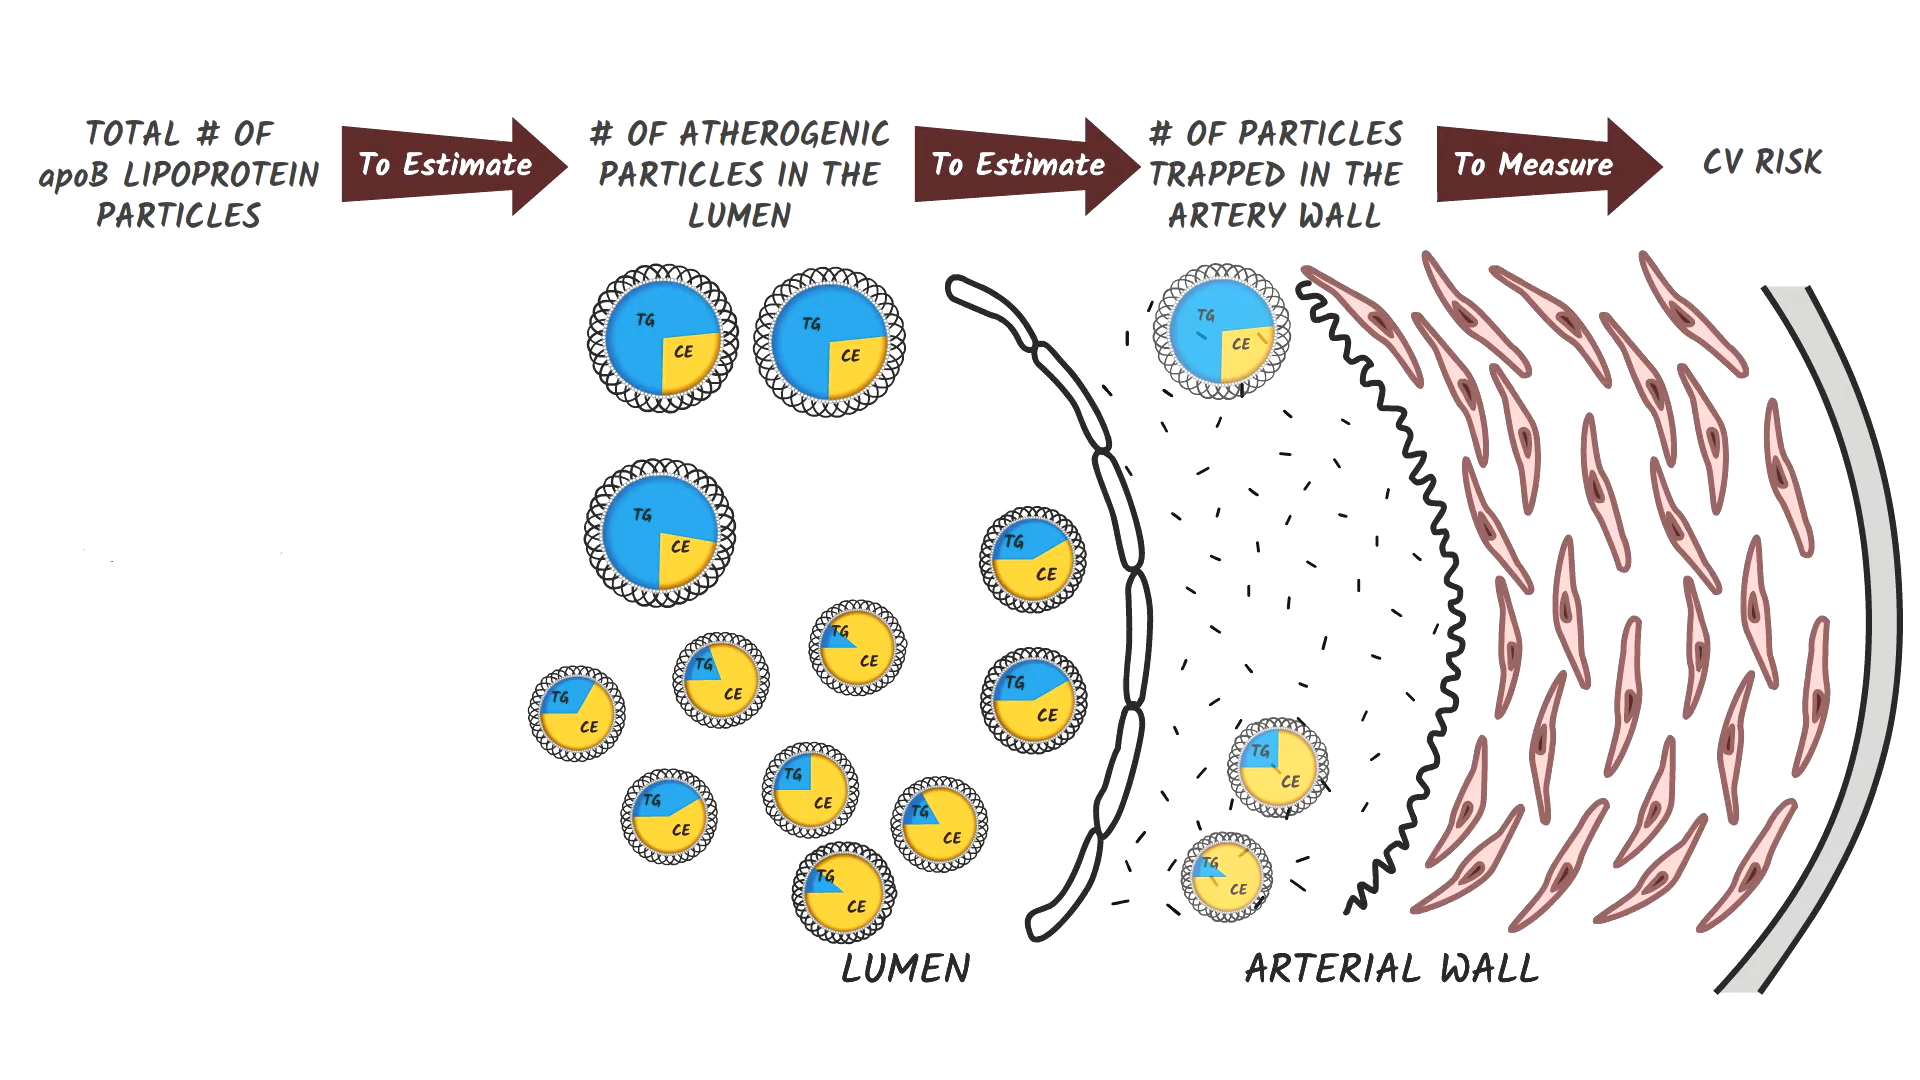 TOTAL # OF
apoB LIPOPROTEIN
PARTICLES
To Estimate
# OF ATHEROGENIC
PARTICLES IN THE
LUMEN
To Estimate
# OF PARTICLES
TRAPPED IN THE
ARTERY WALL
To Measure
CV RISK
TG
CE
TG
CE
TG
CE
TG
CE
TG
CE
TG
CE
TG
CE
TG
CE
TG
CE
TG
CE
TG
CE
TG
CE
TG
CE
TG
CE
TG
CE
LUMEN
ARTERIAL WALL